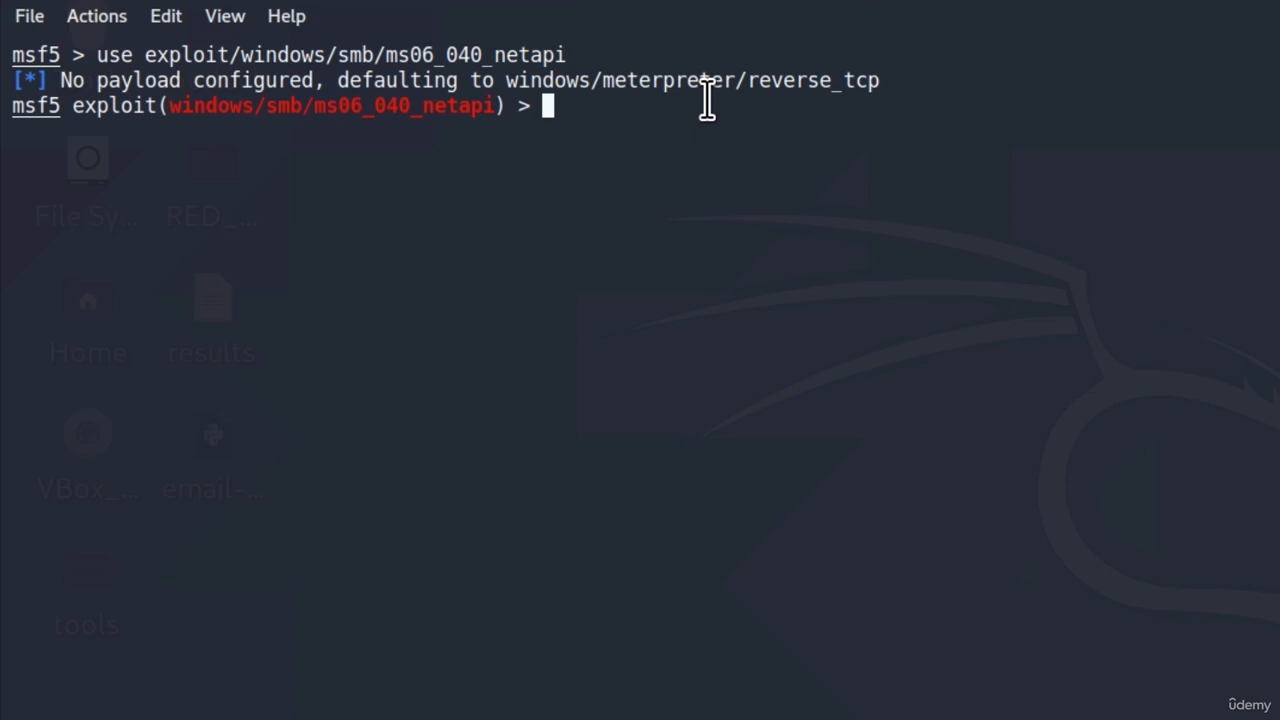 File Actions Edit View Help
msf5 > use exploit/windows/smb/ms06_040_netapi
[*] No payload configured, defaulting to windows/meterpreter/reverse_tcp
msf5 exploit(windows/smb/ms06_040_netapi) >
File Sy... RED_...
Home results
VBox_... email-...
tools
ûdemy